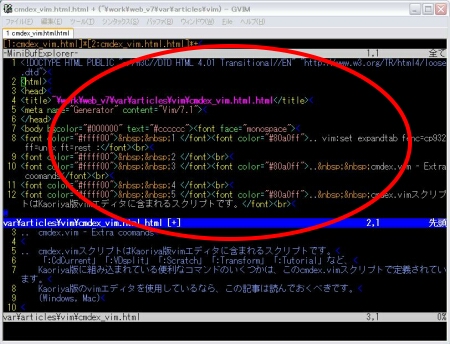 cmdex_vim.html.html + (~\work\web_v7\var\articles\vim) - GVIM
ファイル(F) 編集(E) ツール(T) シンタックス(S) バッファ(B) ウィンドウ(W) ヘルプ(H)
1 cmdex_vim.html.html
[1:cmdex_vim.html]*[2:cmdex_vim.html.html]*+
-MiniBufExplorer- 1,1 全て
1 <!DOCTYPE HTML PUBLIC "-//W3C//DTD HTML 4.01 Transitional//EN" "http://www.w3.org/TR/html4/loose
.dtd">
2 <html>
3 <head>
4 <title>~\work\web_v7\var\articles\vim\cmdex_vim.html.html</title>
5 <meta name="Generator" content="Vim/7.1">
6 </head>
7 <body bgcolor="#000000" text="#cccccc"><font face="monospace">
8 <font color="#ffff00">&nbsp;&nbsp;1 </font><font color="#80a0ff">.. vim:set expandtab fenc=cp932
ff=unix ft=rest :</font><br>
9 <font color="#ffff00">&nbsp;&nbsp;2 </font><br>
10 <font color="#ffff00">&nbsp;&nbsp;3 </font><font color="#80a0ff">..&nbsp;&nbsp;cmdex.vim - Extra
coomands</font><br>
11 <font color="#ffff00">&nbsp;&nbsp;4 </font><br>
12 <font color="#ffff00">&nbsp;&nbsp;5 </font><font color="#80a0ff">..&nbsp;&nbsp;cmdex.vimスクリプ
トはKaoriya版vimエディタに含まれるスクリプトです。</font><br>
var\articles\vim\cmdex_vim.html.html [+] 2,1 先頭
3 .. cmdex.vim - Extra coomands
4
5 .. cmdex.vimスクリプトはKaoriya版vimエディタに含まれるスクリプトです。
6 「:CdCurrent」「:VDsplit」「:Scratch」「:Transform」「:Tutorial」など、
7 Kaoriya版に組み込まれている便利なコマンドのいくつかは、このcmdex.vimスクリプトで定義されてい
ます。
8 Kaoriya版のvimエディタを使用しているなら、この記事は読んでおくべきです。
9 (Windows, Mac)
var\articles\vim\cmdex_vim.html 3,1 0%